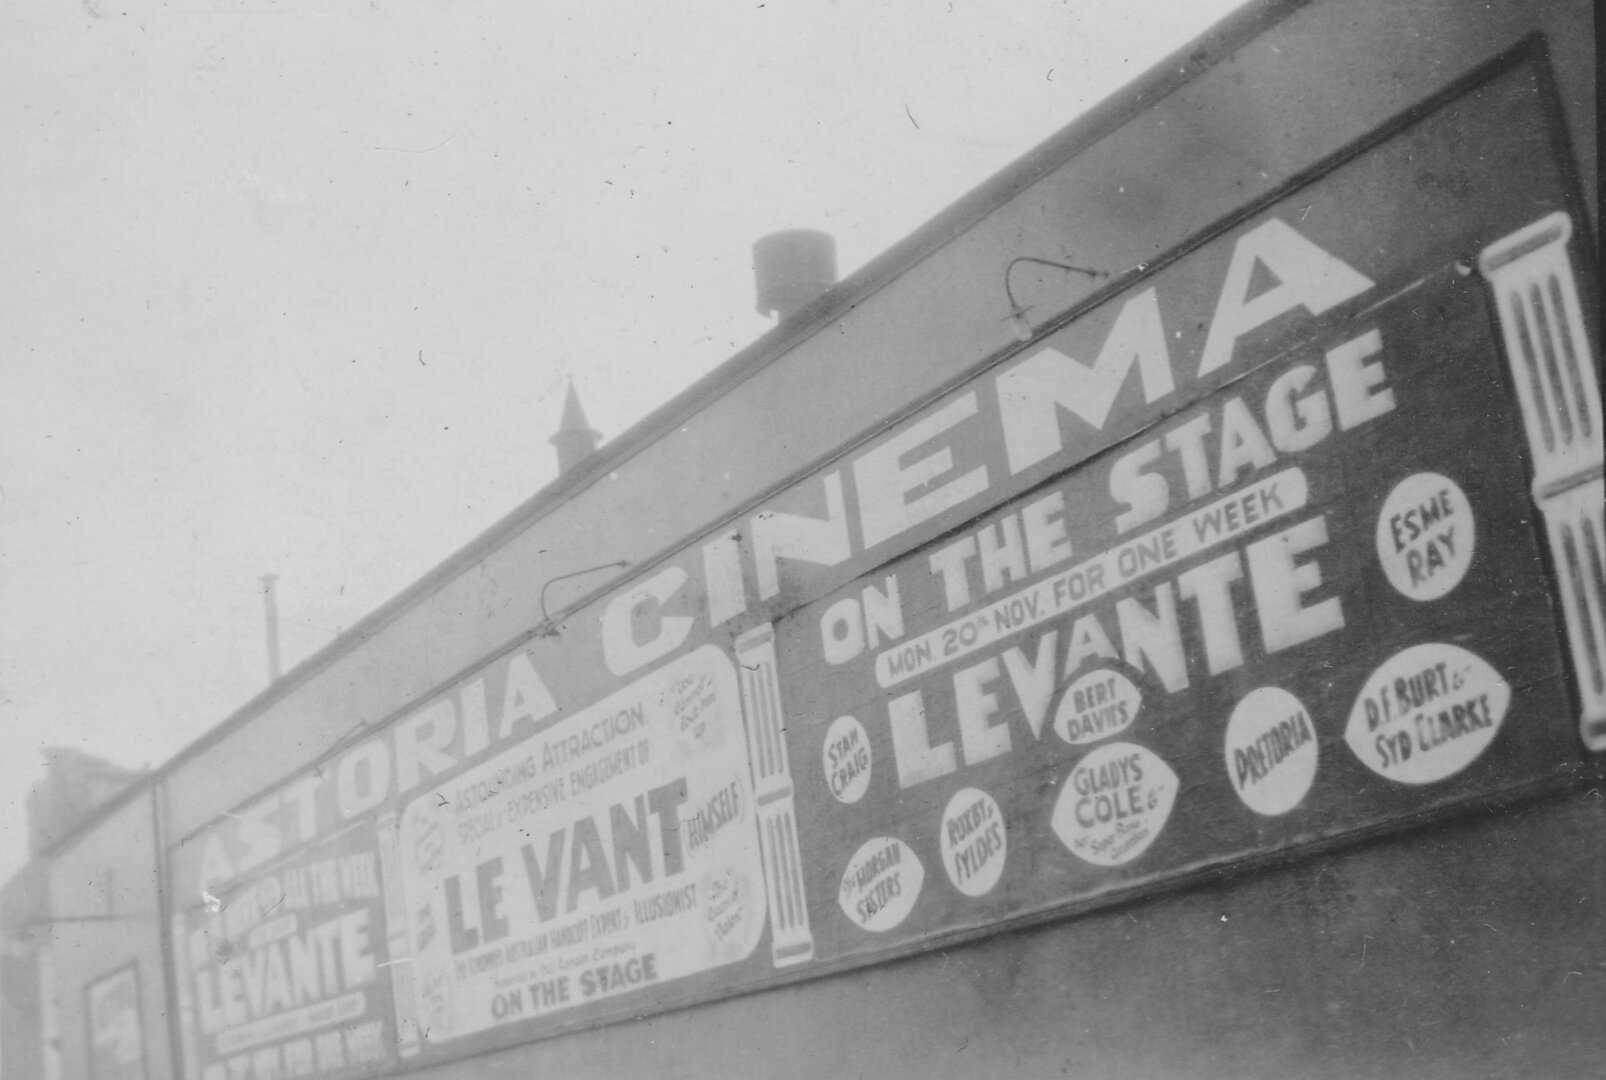 ASTORIA CINEMA
LEVANTE
ASTOUNDING ATTRACTION
SPECIAL & EXPENSIVE ENGAGEMENT OF
LE VANT
(HIMSELF)
THE RENOWNED AUSTRALIAN HANDCUFF EXPERT & ILLUSIONIST
ON THE STAGE
ON THE STAGE
MON. 20TH NOV. FOR ONE WEEK
LEVANTE
ESME
RAY
BERT
DAVIES
STAN
CRAIG
D.F. BURT &
SYD CLARKE
PRETORIA
GLADYS
COLE &
ROXBY &
FYLDES
The MORGAN
SISTERS